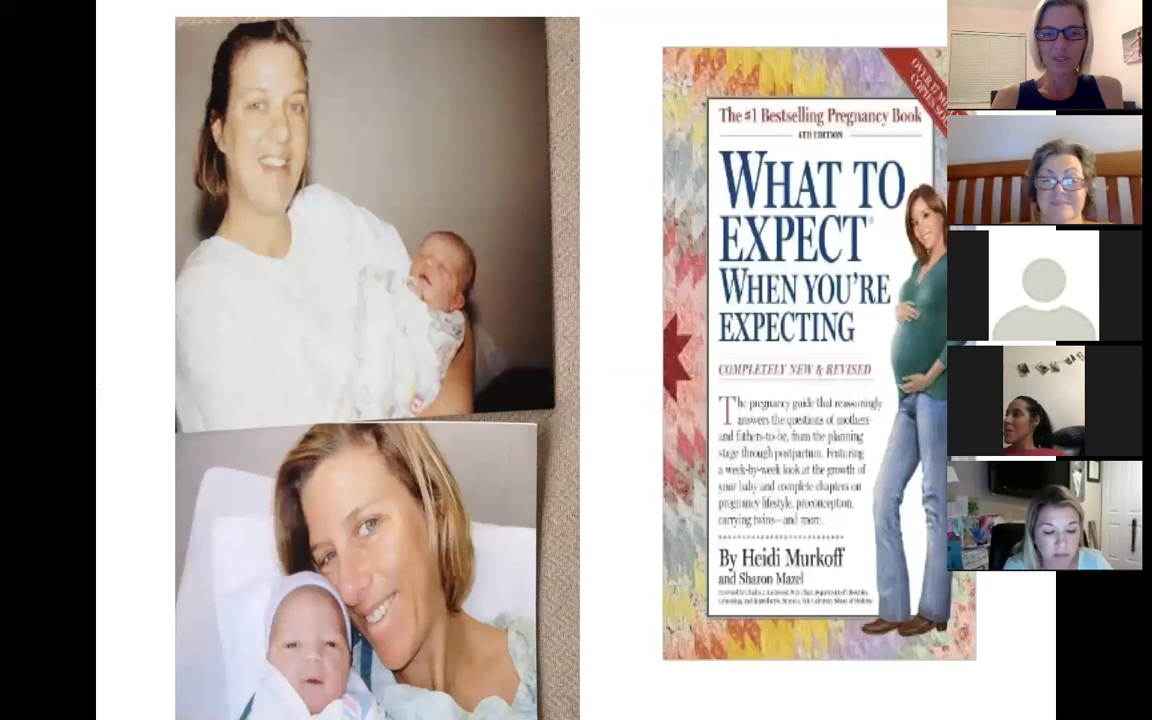 OVER 17
COPIES SOLD
The #1 Bestselling Pregnancy Book
4TH EDITION
WHAT TO
EXPECT®
WHEN YOU'RE
EXPECTING
COMPLETELY NEW & REVISED
The pregnancy guide that reassuringly
answers the questions of mothers-
and fathers-to-be, from the planning
stage through postpartum. Featuring
a week-by-week look at the growth of
your baby and complete chapters on
pregnancy lifestyle, preconception,
carrying twins—and more.
By Heidi Murkoff
and Sharon Mazel